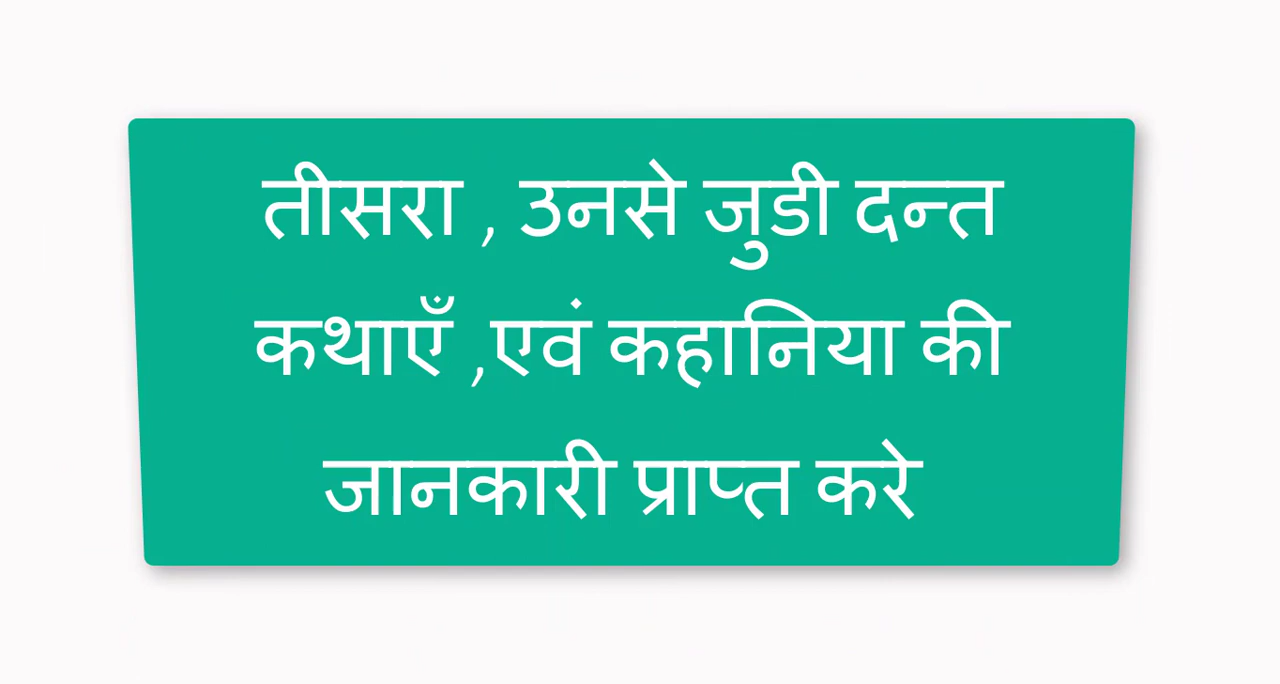 तीसरा , उनसे जुडी दन्त
कथाएँ ,एवं कहानिया की
जानकारी प्राप्त करे